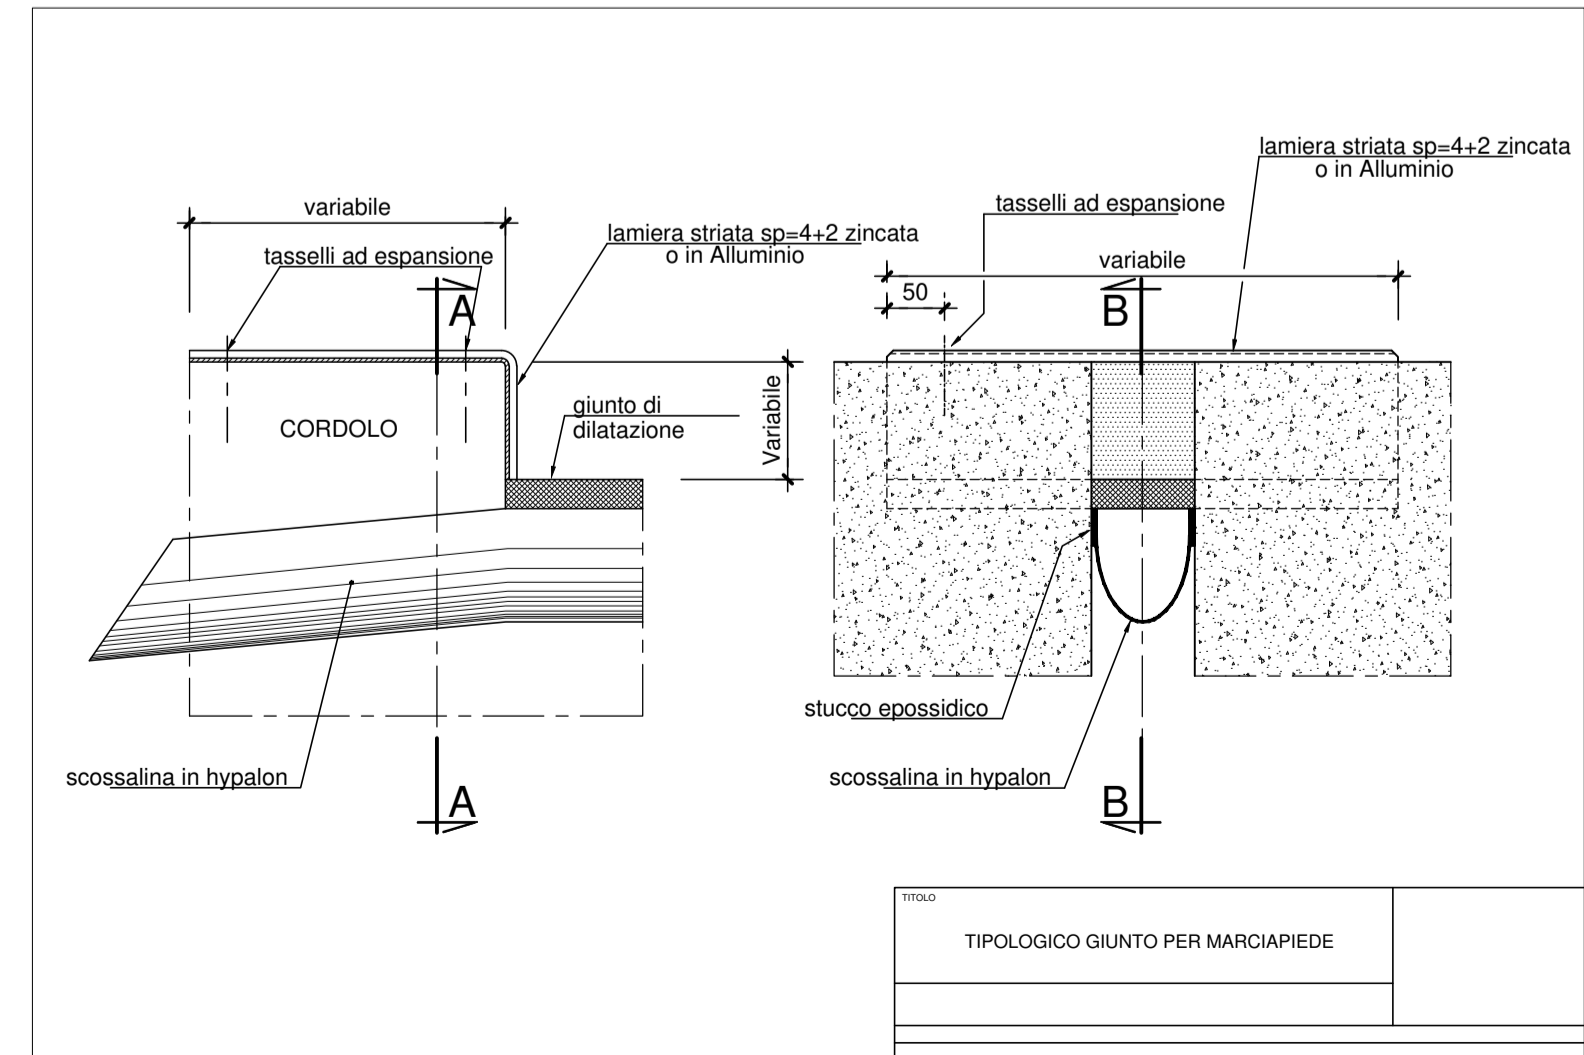 variabile
tasselli ad espansione
A
lamiera striata sp=4+2 zincata
o in Alluminio
CORDOLO
giunto di
dilatazione
Variabile
scossalina in hypalon
A
lamiera striata sp=4+2 zincata
o in Alluminio
tasselli ad espansione
variabile
50
B
stucco epossidico
scossalina in hypalon
B
TITOLO
TIPOLOGICO GIUNTO PER MARCIAPIEDE